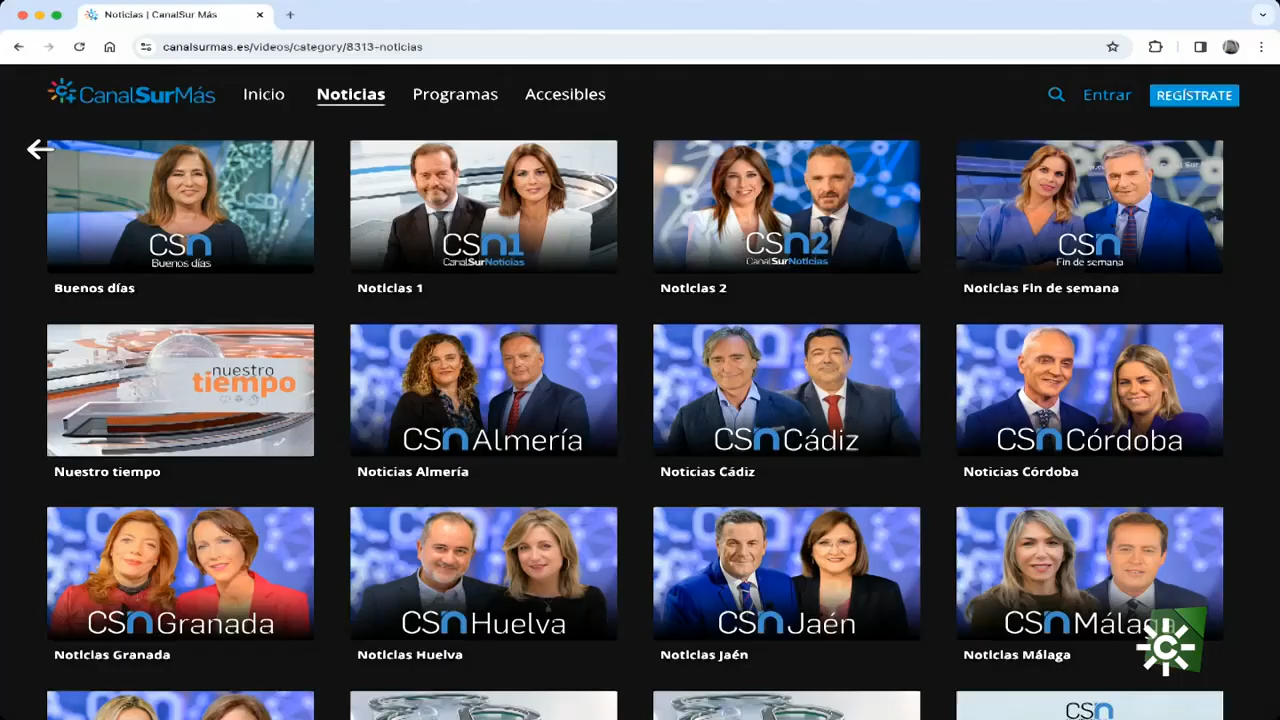 Noticias | CanalSur Más
canalsurmas.es/videos/category/8313-noticias
CanalSurMás
Inicio
Noticias
Programas
Accesibles
Entrar
REGÍSTRATE
CSn
Buenos días
CSn1
CanalSurNoticias
CSn2
CanalSurNoticias
CSn
Fin de semana
Buenos días
Noticias 1
Noticias 2
Noticias Fin de semana
nuestro
tiempo
CSn Almería
CSn Cádiz
CSn Córdoba
Nuestro tiempo
Noticias Almería
Noticias Cádiz
Noticias Córdoba
CSn Granada
CSn Huelva
CSn Jaén
CSn Málaga
Noticias Granada
Noticias Huelva
Noticias Jaén
Noticias Málaga
CSn